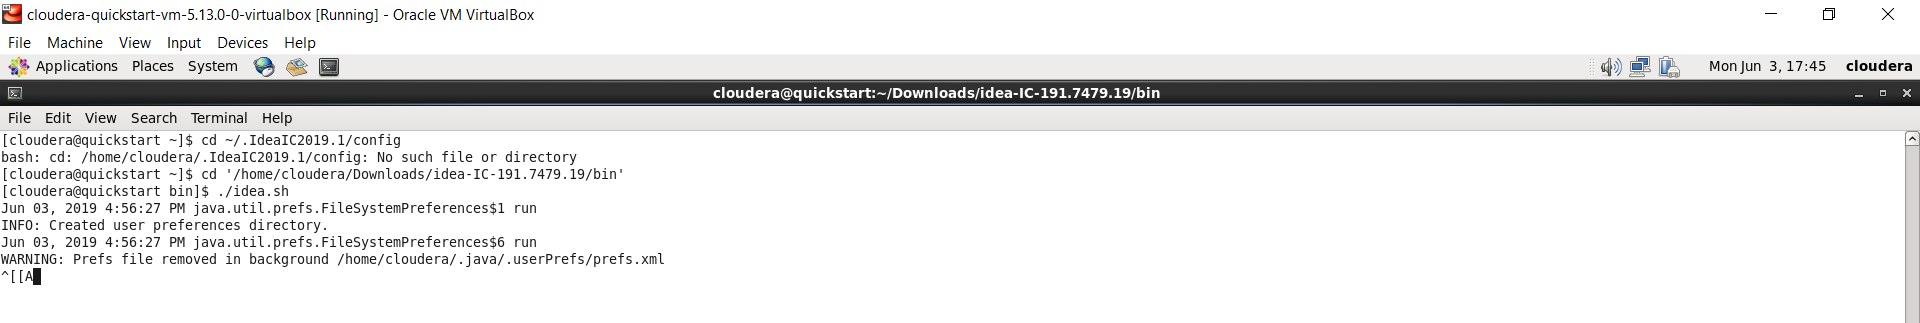 cloudera-quickstart-vm-5.13.0-0-virtualbox [Running] - Oracle VM VirtualBox
File Machine View Input Devices Help
Applications Places System Mon Jun 3, 17:45 cloudera
cloudera@quickstart:~/Downloads/idea-IC-191.7479.19/bin
File Edit View Search Terminal Help
[cloudera@quickstart ~]$ cd ~/.IdeaIC2019.1/config
bash: cd: /home/cloudera/.IdeaIC2019.1/config: No such file or directory
[cloudera@quickstart ~]$ cd '/home/cloudera/Downloads/idea-IC-191.7479.19/bin'
[cloudera@quickstart bin]$ ./idea.sh
Jun 03, 2019 4:56:27 PM java.util.prefs.FileSystemPreferences$1 run
INFO: Created user preferences directory.
Jun 03, 2019 4:56:27 PM java.util.prefs.FileSystemPreferences$6 run
WARNING: Prefs file removed in background /home/cloudera/.java/.userPrefs/prefs.xml
^[[A